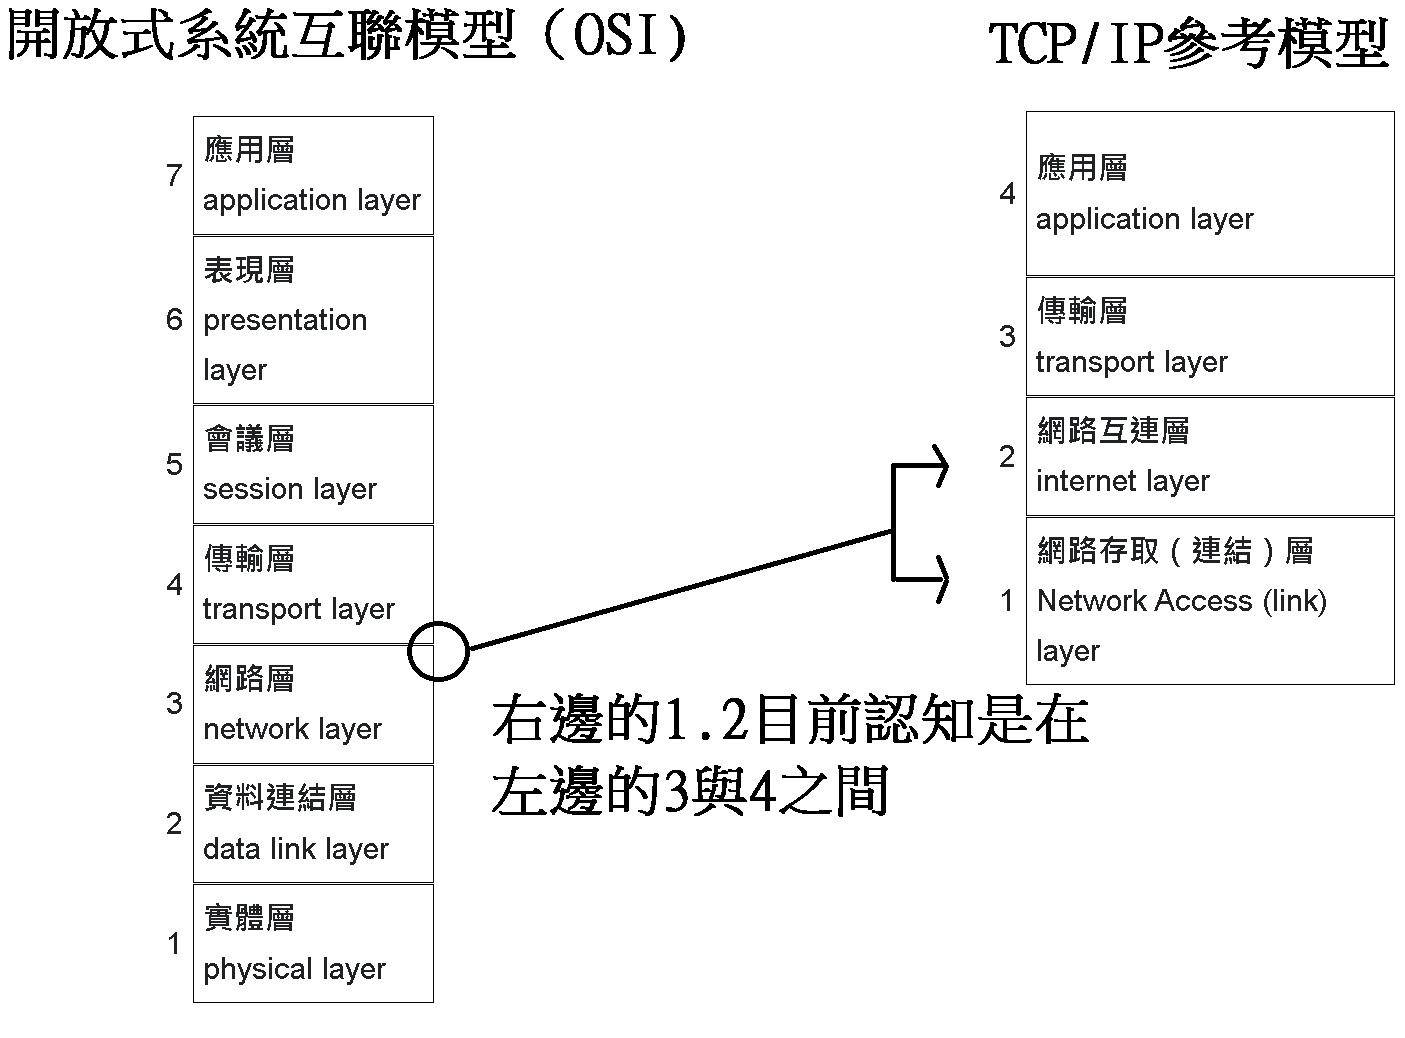 開放式系統互聯模型（OSI）
TCP/IP參考模型
7
應用層
application layer
6
表現層
presentation
layer
5
會議層
session layer
4
傳輸層
transport layer
3
網路層
network layer
2
資料連結層
data link layer
1
實體層
physical layer
4
應用層
application layer
3
傳輸層
transport layer
2
網路互連層
internet layer
1
網路存取（連結）層
Network Access (link)
layer
右邊的1.2目前認知是在
左邊的3與4之間